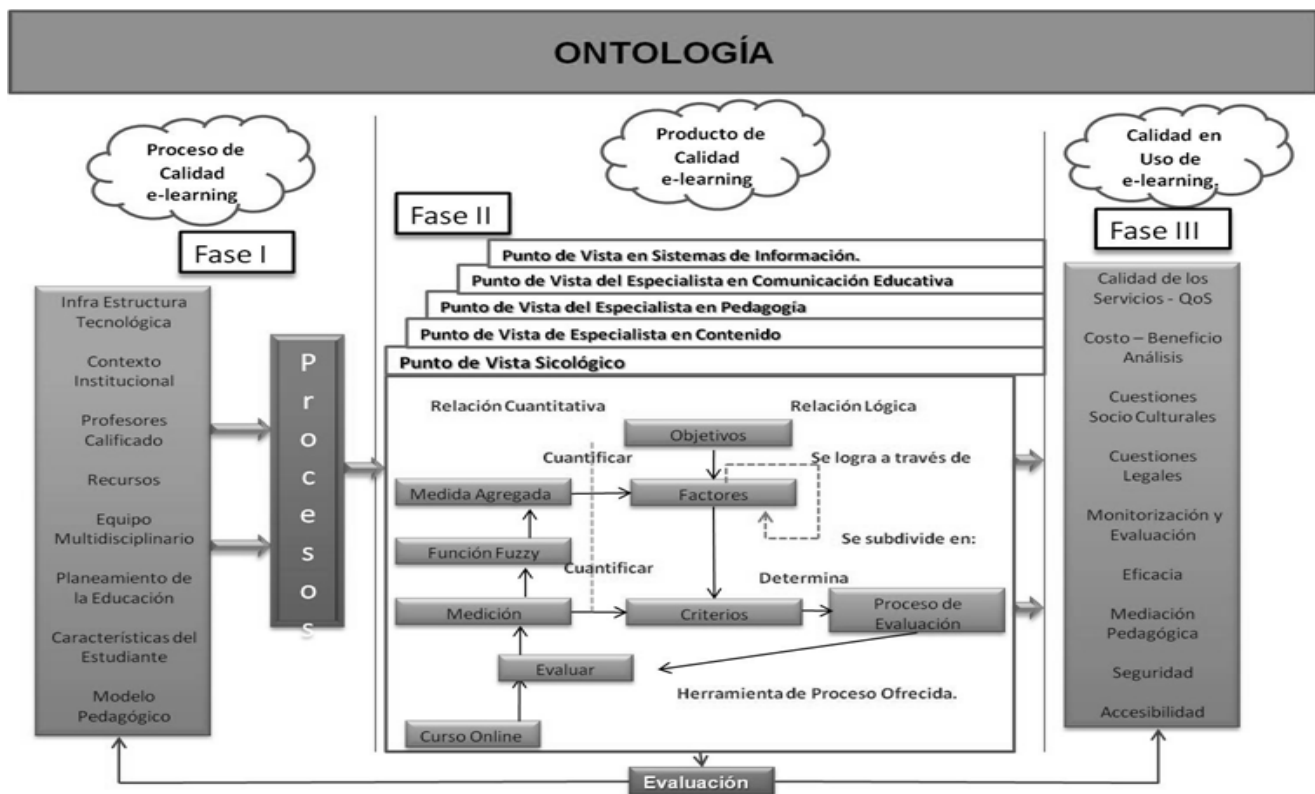 ONTOLOGÍA
Proceso de
Calidad
e-learning
Fase I
Infra Estructura
Tecnológica
Contexto
Institucional
Profesores
Calificado
Recursos
Equipo
Multidisciplinario
Planeamiento de
la Educación
Características del
Estudiante
Modelo
Pedagógico
Procesos
Producto de
Calidad
e-learning
Fase II
Punto de Vista en Sistemas de Información.
Punto de Vista del Especialista en Comunicación Educativa
Punto de Vista del Especialista en Pedagogía
Punto de Vista de Especialista en Contenido
Punto de Vista Sicológico
Relación Cuantitativa
Relación Lógica
Objetivos
Cuantificar
Se logra a través de
Medida Agregada
Factores
Función Fuzzy
Se subdivide en:
Cuantificar
Determina
Medición
Criterios
Proceso de
Evaluación
Evaluar
Herramienta de Proceso Ofrecida.
Curso Online
Calidad en
Uso de
e-learning.
Fase III
Calidad de los
Servicios - QoS
Costo – Beneficio
Análisis
Cuestiones
Socio Culturales
Cuestiones
Legales
Monitorización y
Evaluación
Eficacia
Mediación
Pedagógica
Seguridad
Accesibilidad
Evaluación